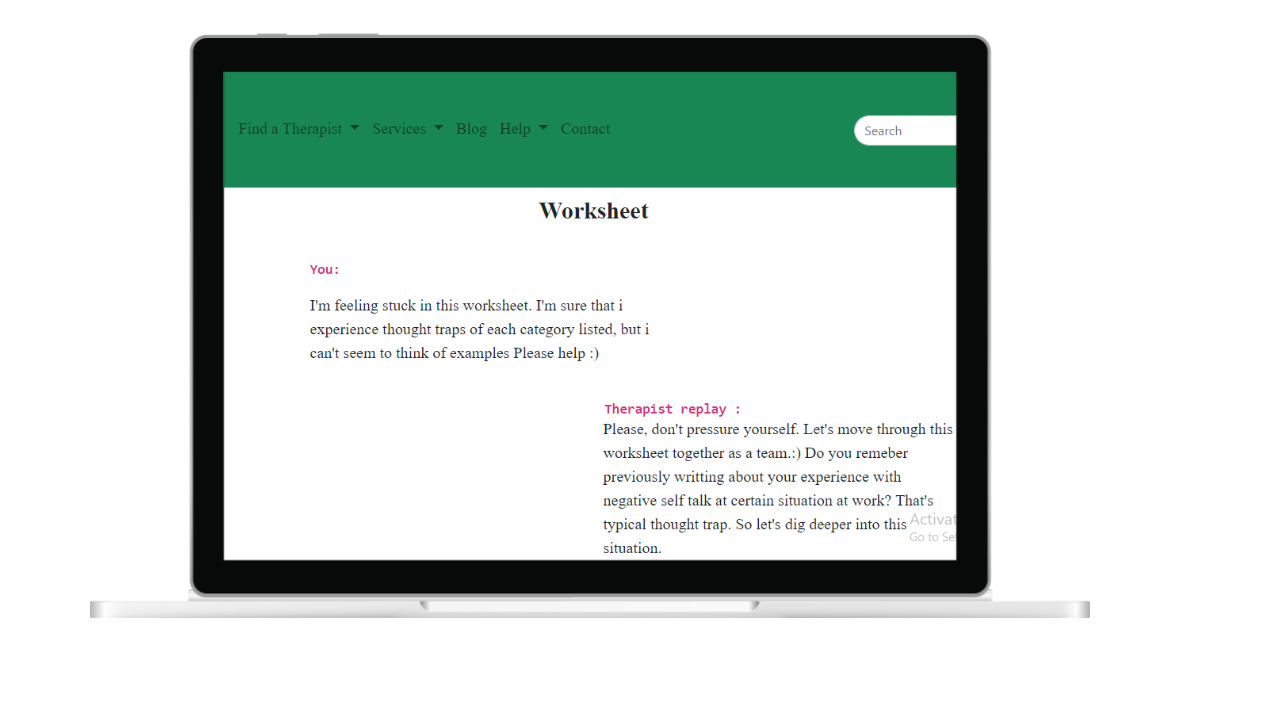 Find a Therapist Services Blog Help Contact
Search
Worksheet
You:
I'm feeling stuck in this worksheet. I'm sure that i
experience thought traps of each category listed, but i
can't seem to think of examples Please help :)
Therapist replay :
Please, don't pressure yourself. Let's move through this
worksheet together as a team.:) Do you remeber
previously writting about your experience with
negative self talk at certain situation at work? That's
typical thought trap. So let's dig deeper into this
situation.
Activat
Go to Se